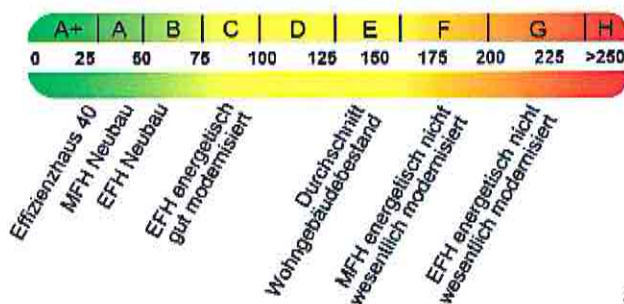 A+ A B C D E F G H
0 25 50 75 100 125 150 175 200 225 >250
Effizienzhaus 40
MFH Neubau
EFH Neubau
EFH energetisch
gut modernisiert
Durchschnitt
Wohngebäudebestand
MFH energetisch nicht
wesentlich modernisiert
EFH energetisch nicht
wesentlich modernisiert